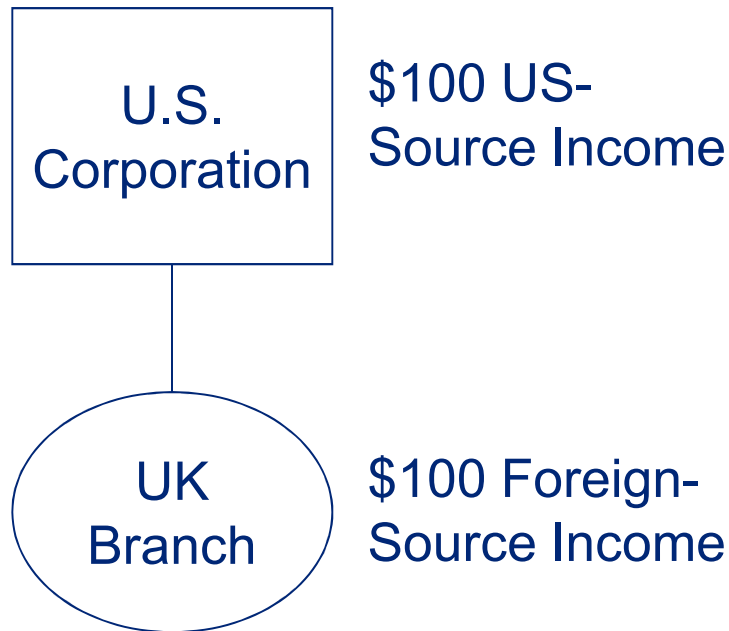 U.S.
Corporation
$100 US-
Source Income
UK
Branch
$100 Foreign-
Source Income